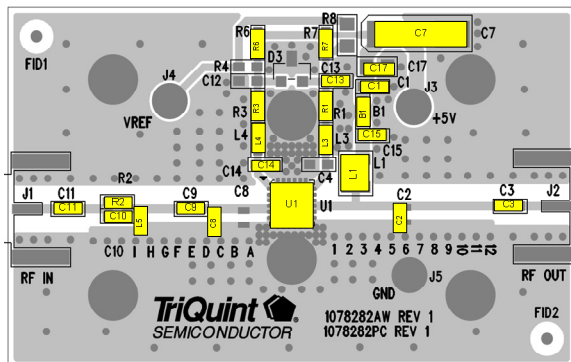 R8
R6 R6 R7 R7 C7 C7
FID1
D3
R4 C13 C17 C17
J4 C12 C13 C1 C1 J3
VREF R3 R3 R1 R1 B1 B1 +5V
L4 L4 L3 L3 C15 C15
C14 C14 C4 L1 L1
J1 C11 C11 R2 R2 C9 C9 C8 U1 U1 C2 C3 C3 J2
C10 L5 C8 C2
RF IN C10 I H G F E D C B A 1 2 3 4 5 6 7 8 9 10 11 12 RF OUT
J5
GND
TriQuint
SEMICONDUCTOR
1078282AW REV 1
1078282PC REV 1
FID2